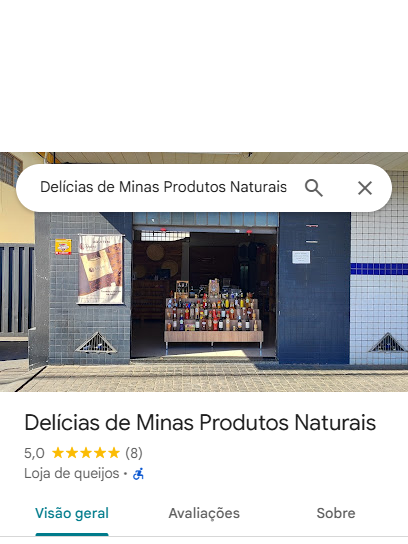 Delícias de Minas Produtos Naturais
Delícias de Minas Produtos Naturais
5,0 ★★★★★ (8)
Loja de queijos ·
Visão geral
Avaliações
Sobre